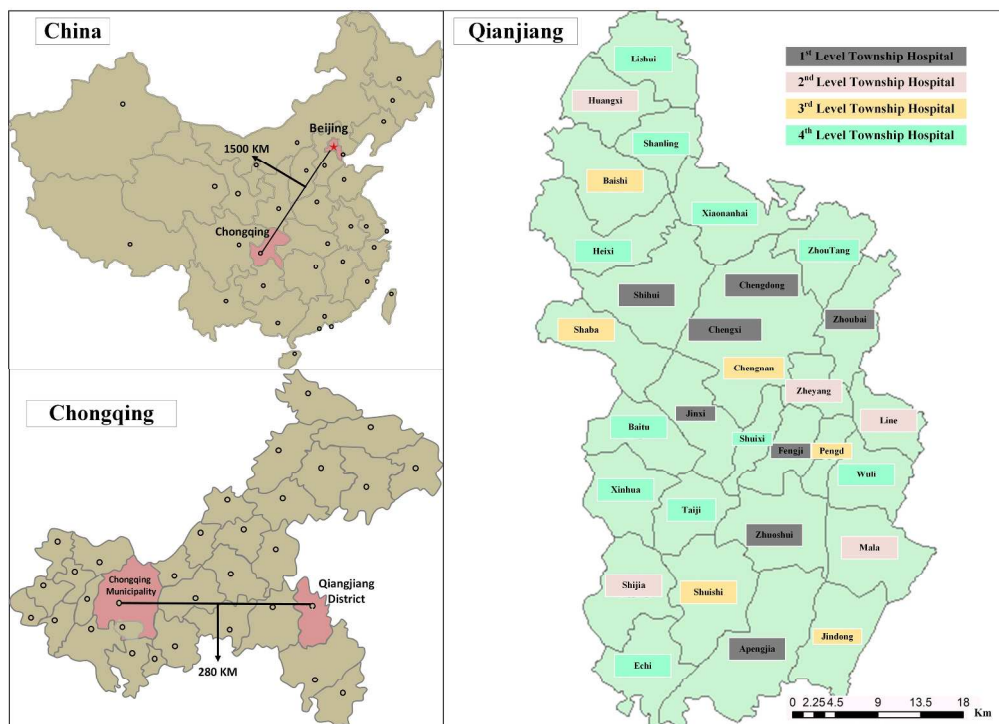 China
Beijing
1500 KM
Chongqing
Chongqing
Chongqing
Municipality
Qiangjiang
District
280 KM
Qianjiang
1st Level Township Hospital
2nd Level Township Hospital
3rd Level Township Hospital
4th Level Township Hospital
Lishui
Huangxi
Shanling
Baishi
Xiaonanhai
Heixi
ZhouTang
Chengdong
Shihui
Zhoubai
Shaba
Chengxi
Chengnan
Zheyang
Jinxi
Line
Baitu
Shuixi
Fengji
Pengd
Wuli
Xinhua
Taiji
Zhuoshui
Mala
Shijia
Shuishi
Jindong
Apengjia
Echi
0 2.25 4.5 9 13.5 18
Km